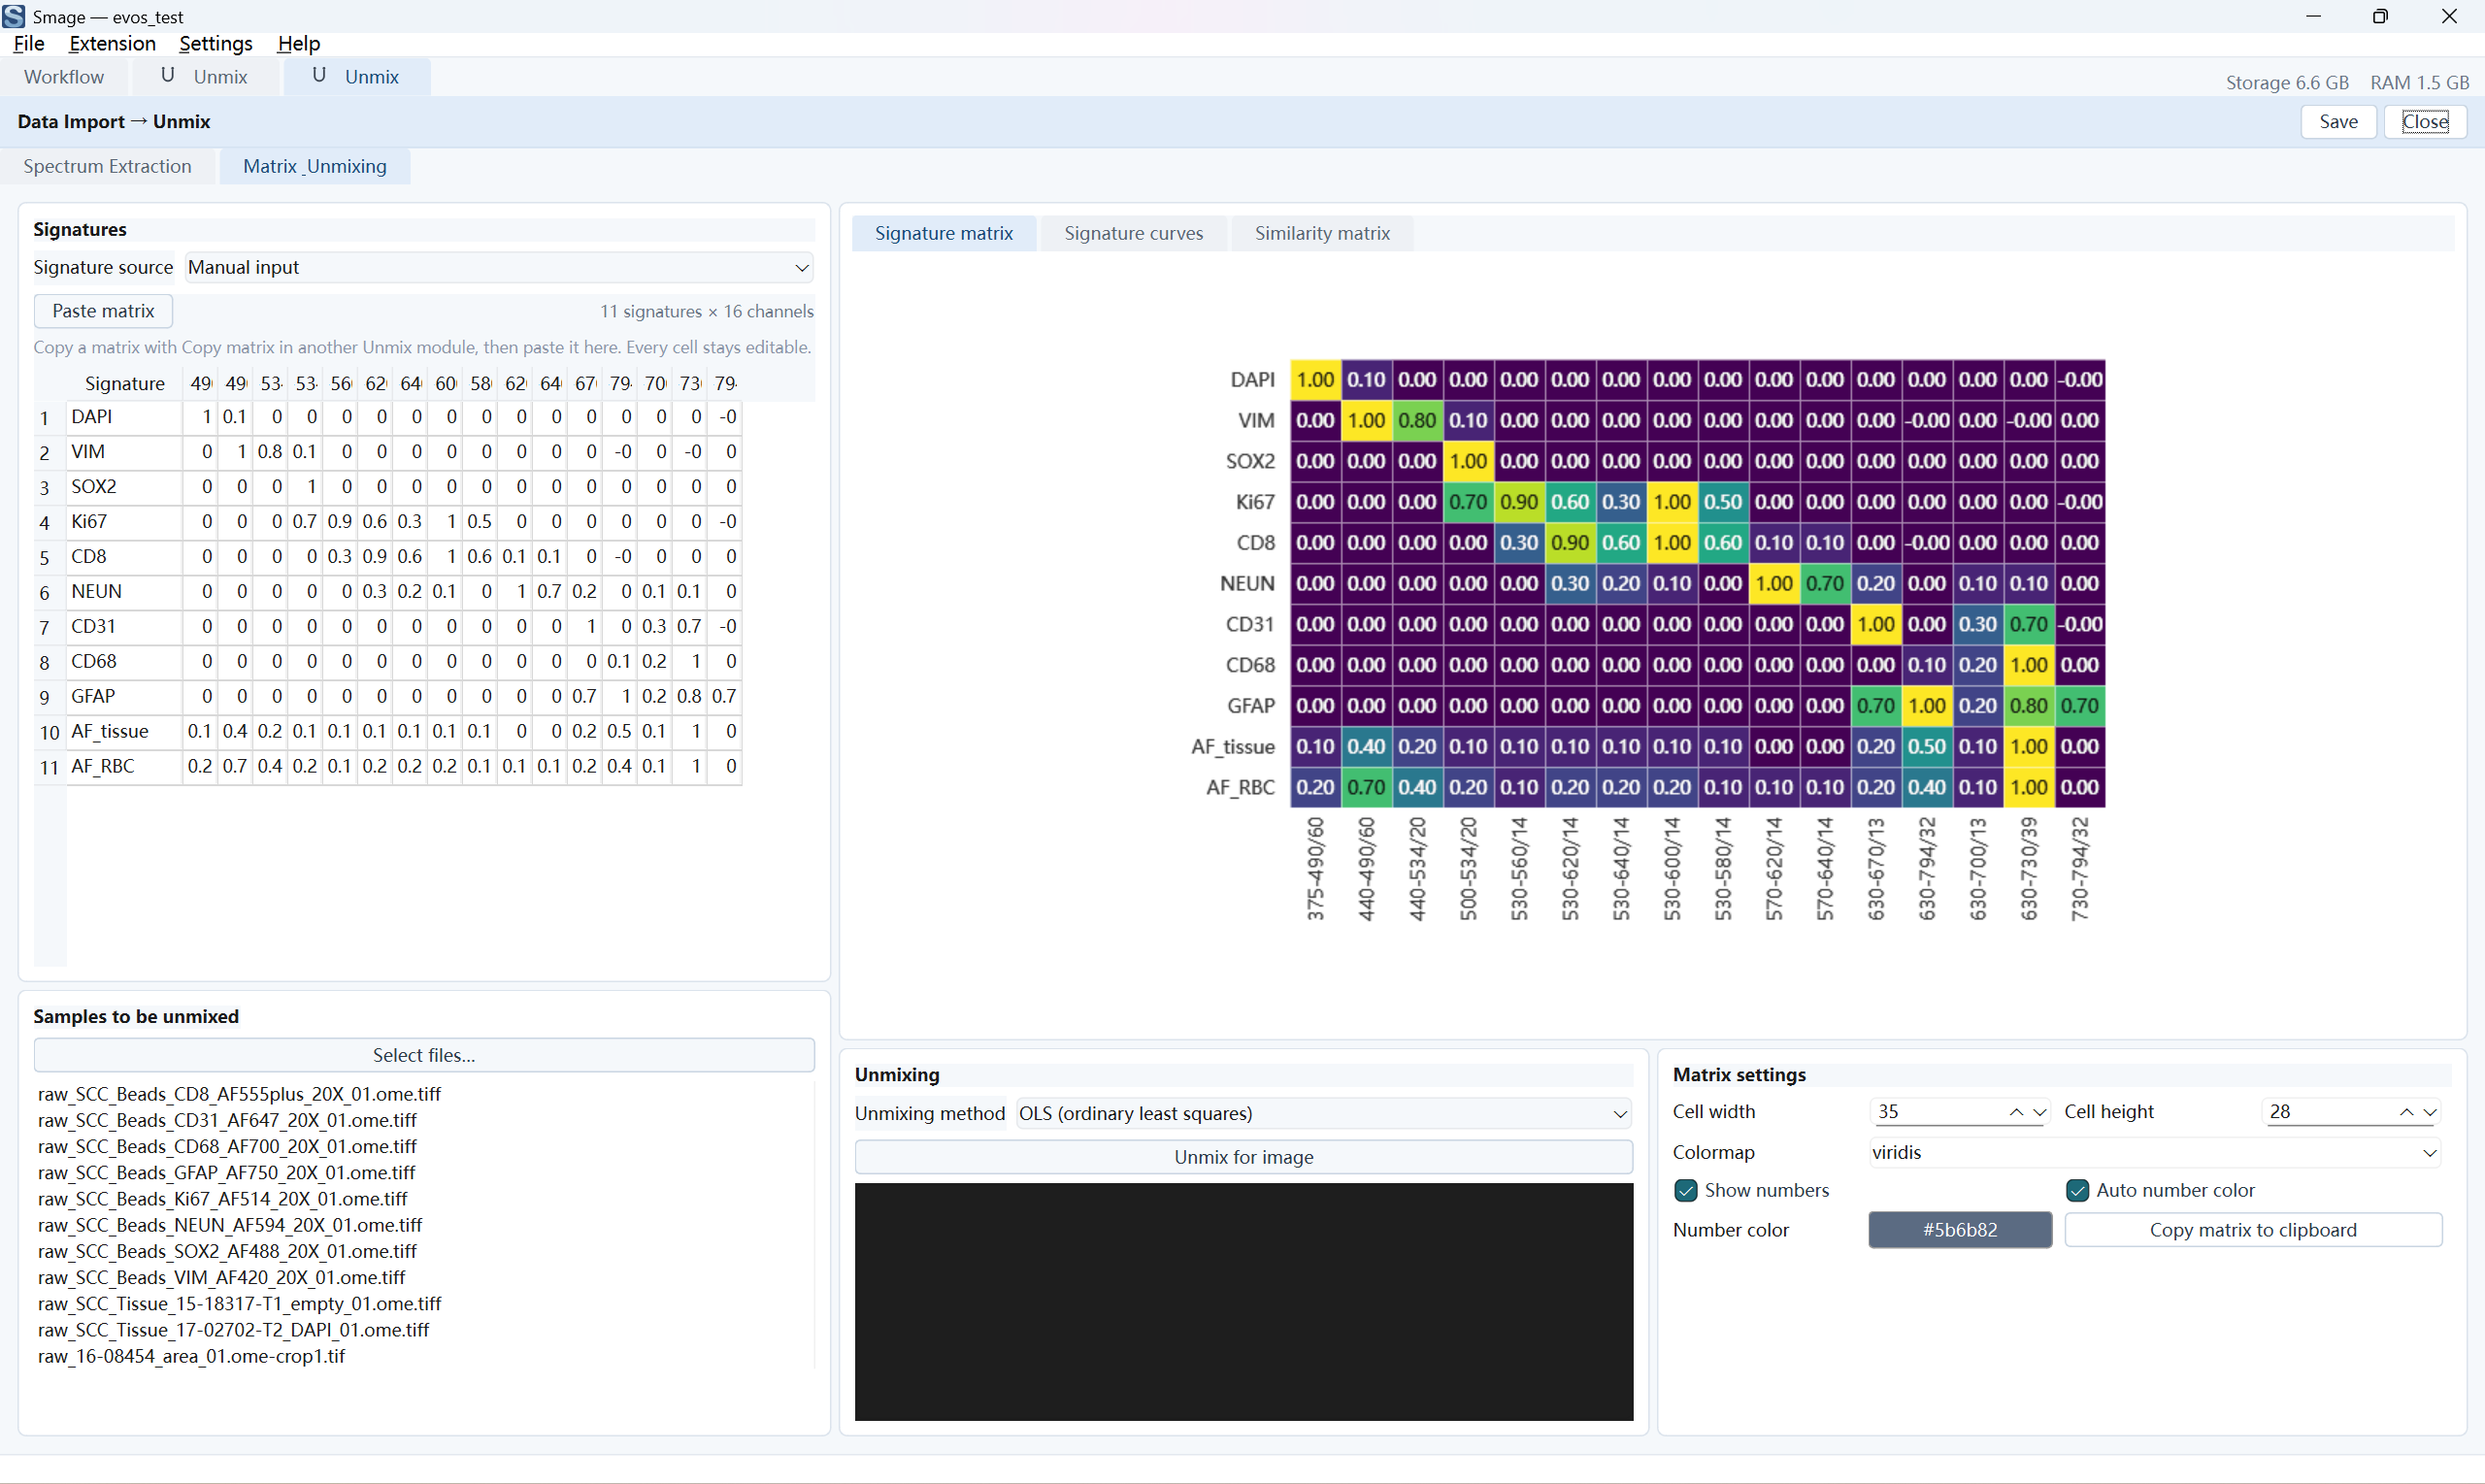 Smage — evos_test
File Extension Settings Help
Workflow U Unmix U Unmix Storage 6.6 GB RAM 1.5 GB
Data Import → Unmix Save Close
Spectrum Extraction Matrix_Unmixing
Signatures
Signature source Manual input
Paste matrix 11 signatures × 16 channels
Copy a matrix with Copy matrix in another Unmix module, then paste it here. Every cell stays editable.
Signature 49 49 53 53 56 62 64 60 58 62 64 67 79 70 73 79
1 DAPI 1 0.1 0 0 0 0 0 0 0 0 0 0 0 0 0 -0
2 VIM 0 1 0.8 0.1 0 0 0 0 0 0 0 0 -0 0 -0 0
3 SOX2 0 0 0 1 0 0 0 0 0 0 0 0 0 0 0 0
4 Ki67 0 0 0 0.7 0.9 0.6 0.3 1 0.5 0 0 0 0 0 0 -0
5 CD8 0 0 0 0 0.3 0.9 0.6 1 0.6 0.1 0.1 0 -0 0 0 0
6 NEUN 0 0 0 0 0 0.3 0.2 0.1 0 1 0.7 0.2 0 0.1 0.1 0
7 CD31 0 0 0 0 0 0 0 0 0 0 0 1 0 0.3 0.7 -0
8 CD68 0 0 0 0 0 0 0 0 0 0 0 0 0.1 0.2 1 0
9 GFAP 0 0 0 0 0 0 0 0 0 0 0 0.7 1 0.2 0.8 0.7
10 AF_tissue 0.1 0.4 0.2 0.1 0.1 0.1 0.1 0.1 0.1 0 0 0.2 0.5 0.1 1 0
11 AF_RBC 0.2 0.7 0.4 0.2 0.1 0.2 0.2 0.2 0.1 0.1 0.1 0.2 0.4 0.1 1 0
Samples to be unmixed
Select files...
raw_SCC_Beads_CD8_AF555plus_20X_01.ome.tiff
raw_SCC_Beads_CD31_AF647_20X_01.ome.tiff
raw_SCC_Beads_CD68_AF700_20X_01.ome.tiff
raw_SCC_Beads_GFAP_AF750_20X_01.ome.tiff
raw_SCC_Beads_Ki67_AF514_20X_01.ome.tiff
raw_SCC_Beads_NEUN_AF594_20X_01.ome.tiff
raw_SCC_Beads_SOX2_AF488_20X_01.ome.tiff
raw_SCC_Beads_VIM_AF420_20X_01.ome.tiff
raw_SCC_Tissue_15-18317-T1_empty_01.ome.tiff
raw_SCC_Tissue_17-02702-T2_DAPI_01.ome.tiff
raw_16-08454_area_01.ome-crop1.tif
Signature matrix Signature curves Similarity matrix
DAPI 1.00 0.10 0.00 0.00 0.00 0.00 0.00 0.00 0.00 0.00 0.00 0.00 0.00 0.00 0.00 -0.00
VIM 0.00 1.00 0.80 0.10 0.00 0.00 0.00 0.00 0.00 0.00 0.00 0.00 -0.00 0.00 -0.00 0.00
SOX2 0.00 0.00 0.00 1.00 0.00 0.00 0.00 0.00 0.00 0.00 0.00 0.00 0.00 0.00 0.00 0.00
Ki67 0.00 0.00 0.00 0.70 0.90 0.60 0.30 1.00 0.50 0.00 0.00 0.00 0.00 0.00 0.00 -0.00
CD8 0.00 0.00 0.00 0.00 0.30 0.90 0.60 1.00 0.60 0.10 0.10 0.00 -0.00 0.00 0.00 0.00
NEUN 0.00 0.00 0.00 0.00 0.00 0.30 0.20 0.10 0.00 1.00 0.70 0.20 0.00 0.10 0.10 0.00
CD31 0.00 0.00 0.00 0.00 0.00 0.00 0.00 0.00 0.00 0.00 0.00 1.00 0.00 0.30 0.70 -0.00
CD68 0.00 0.00 0.00 0.00 0.00 0.00 0.00 0.00 0.00 0.00 0.00 0.00 0.10 0.20 1.00 0.00
GFAP 0.00 0.00 0.00 0.00 0.00 0.00 0.00 0.00 0.00 0.00 0.00 0.70 1.00 0.20 0.80 0.70
AF_tissue 0.10 0.40 0.20 0.10 0.10 0.10 0.10 0.10 0.10 0.00 0.00 0.20 0.50 0.10 1.00 0.00
AF_RBC 0.20 0.70 0.40 0.20 0.10 0.20 0.20 0.20 0.10 0.10 0.10 0.20 0.40 0.10 1.00 0.00
375-490/60 440-490/60 440-534/20 500-534/20 530-560/14 530-620/14 530-640/14 530-600/14 530-580/14 570-620/14 570-640/14 630-670/13 630-794/32 630-700/13 630-730/39 730-794/32
Unmixing
Unmixing method OLS (ordinary least squares)
Unmix for image
Matrix settings
Cell width 35 Cell height 28
Colormap viridis
Show numbers Auto number color
Number color #5b6b82 Copy matrix to clipboard